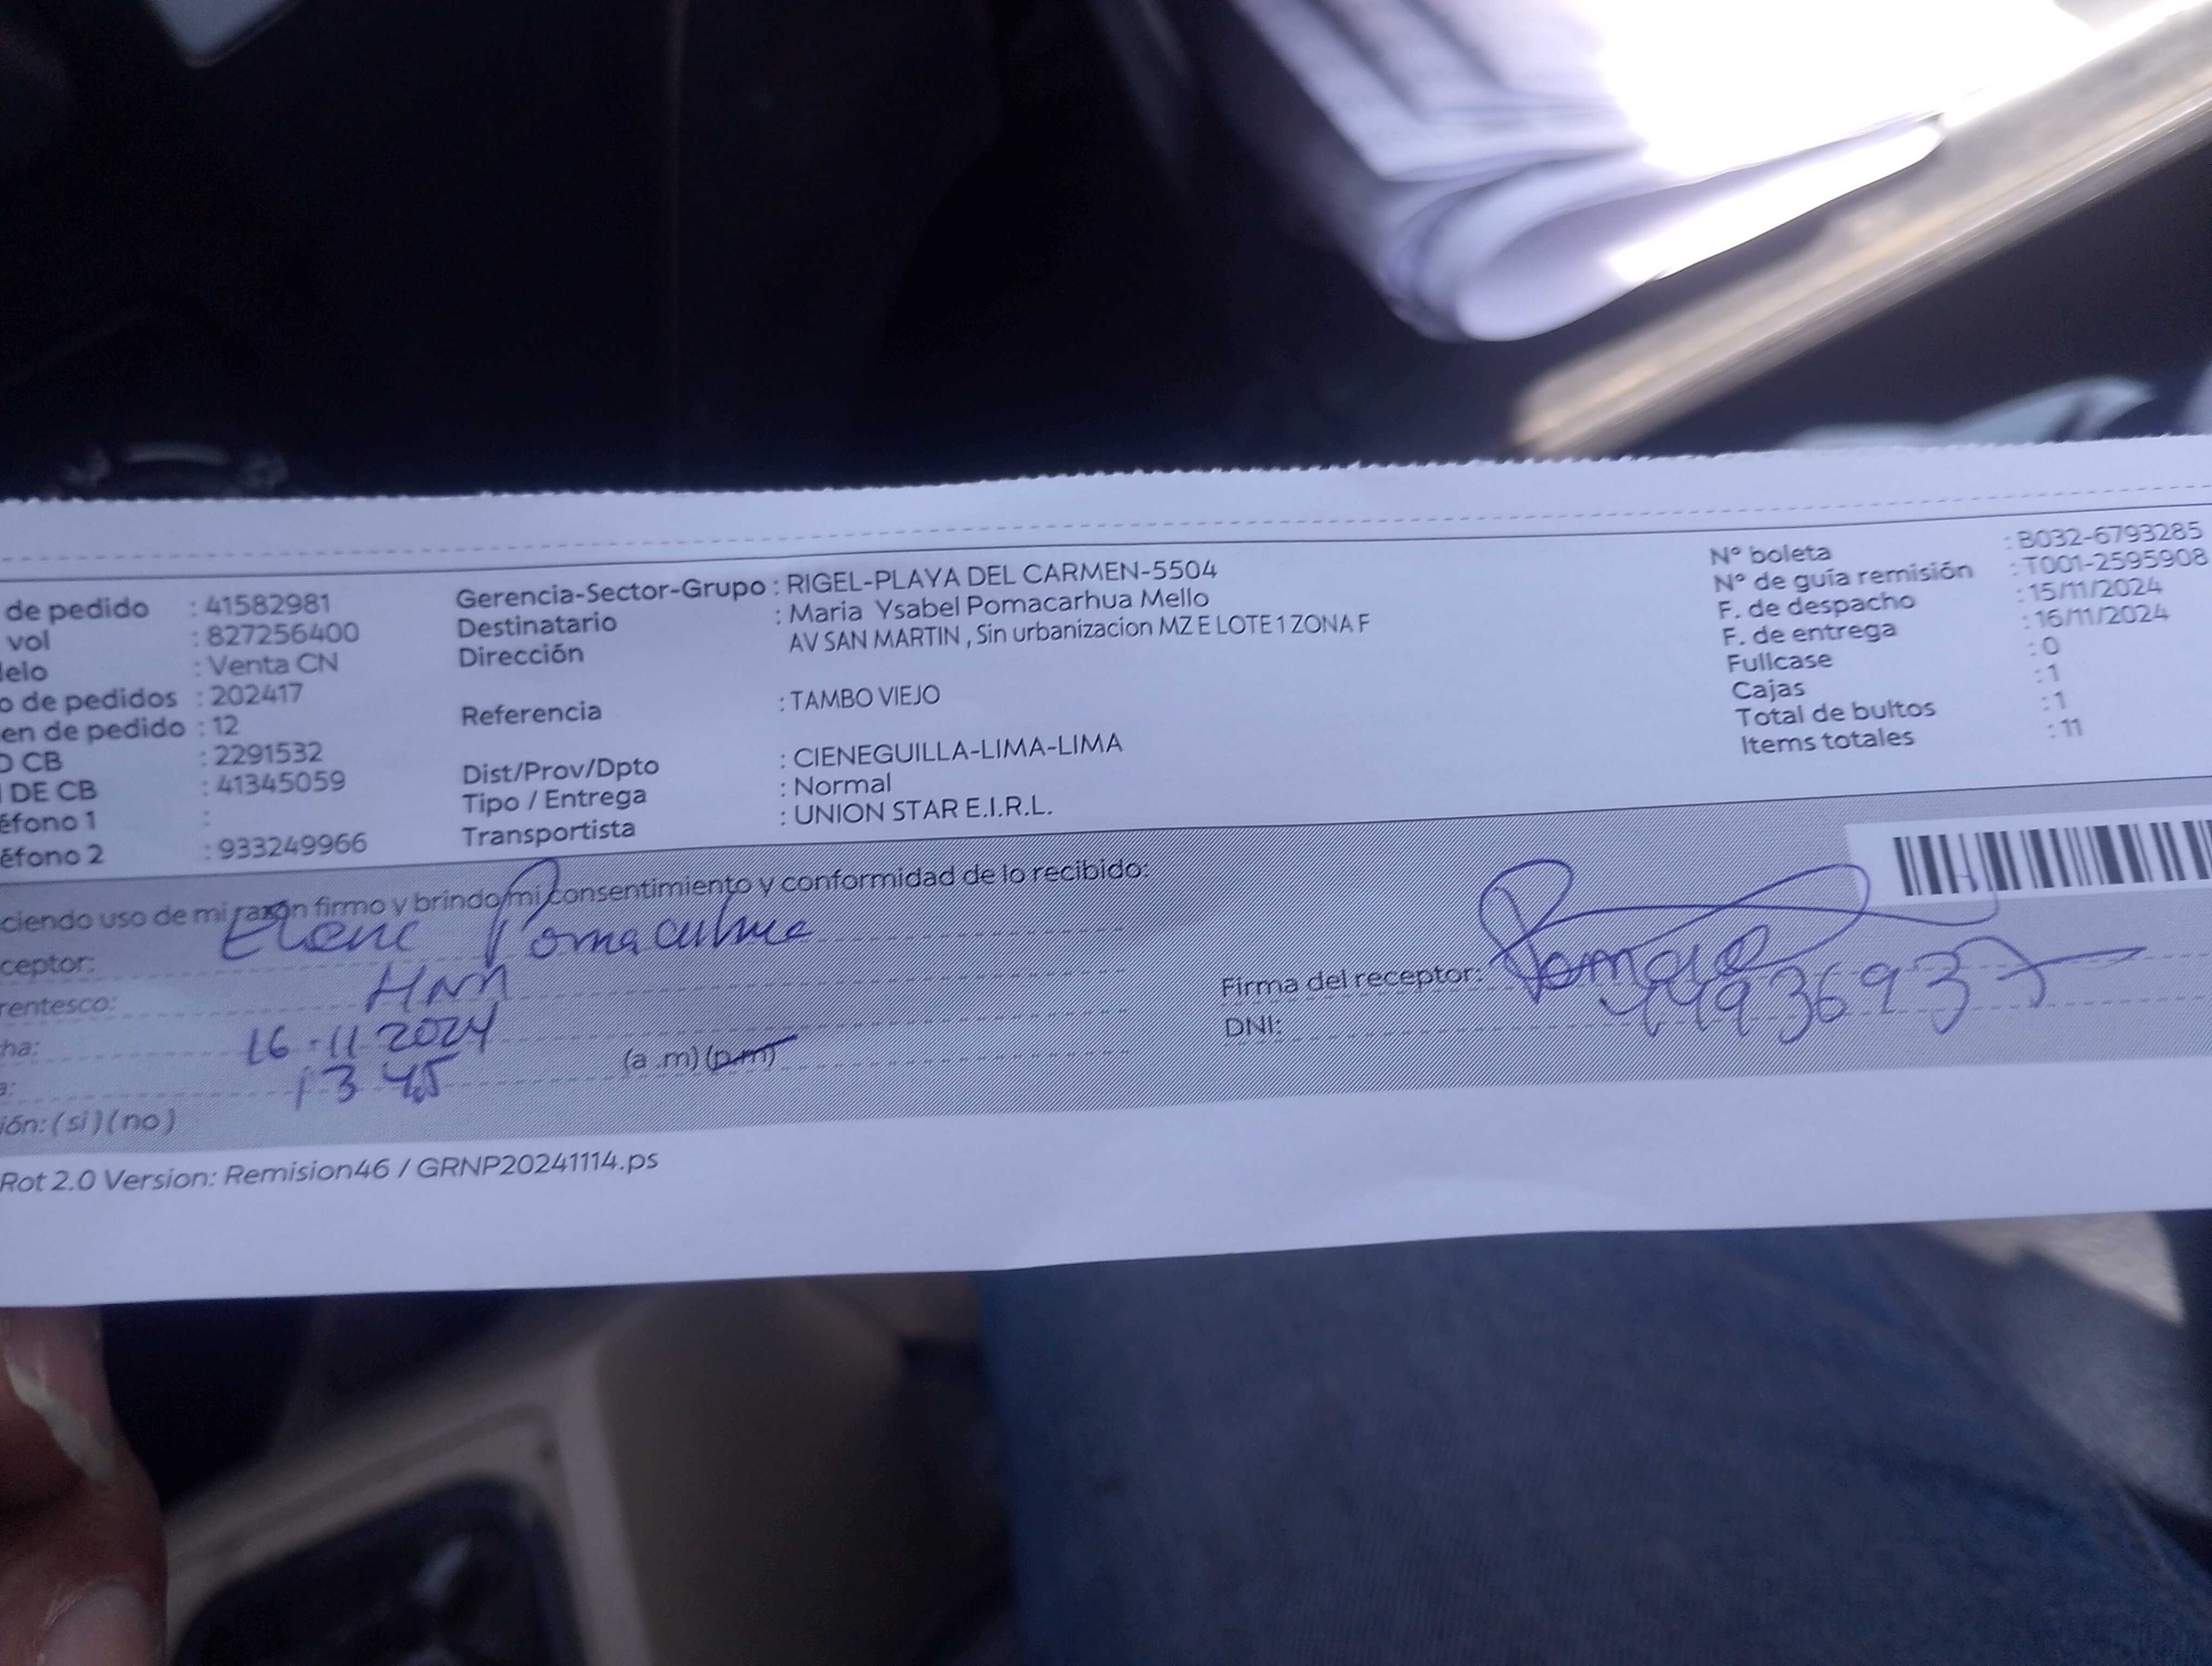 de pedido : 41582981
vol : 827256400
elo : Venta CN
o de pedidos : 202417
en de pedido : 12
CB : 2291532
DE CB : 41345059
éfono 1 :
éfono 2 : 933249966
Gerencia-Sector-Grupo : RIGEL-PLAYA DEL CARMEN-5504
Destinatario : Maria Ysabel Pomacarhua Mello
Dirección AV SAN MARTIN , Sin urbanizacion MZ E LOTE 1 ZONA F
Referencia : TAMBO VIEJO
Dist/Prov/Dpto : CIENEGUILLA-LIMA-LIMA
Tipo / Entrega : Normal
Transportista : UNION STAR E.I.R.L.
N° boleta : B032-6793285
N° de guía remisión : T001-2595908
F. de despacho : 15/11/2024
F. de entrega : 16/11/2024
Fullcase : 0
Cajas : 1
Total de bultos : 1
Items totales : 11
ciendo uso de mi razón firmo y brindo mi consentimiento y conformidad de lo recibido:
ceptor:
rentesco: HNA
ha: 16-11-2024
a: 13 45 (a .m) (p.m)
ión: (si) (no)
Firma del receptor:
DNI: 44936937
Rot 2.0 Version: Remision46 / GRNP20241114.ps